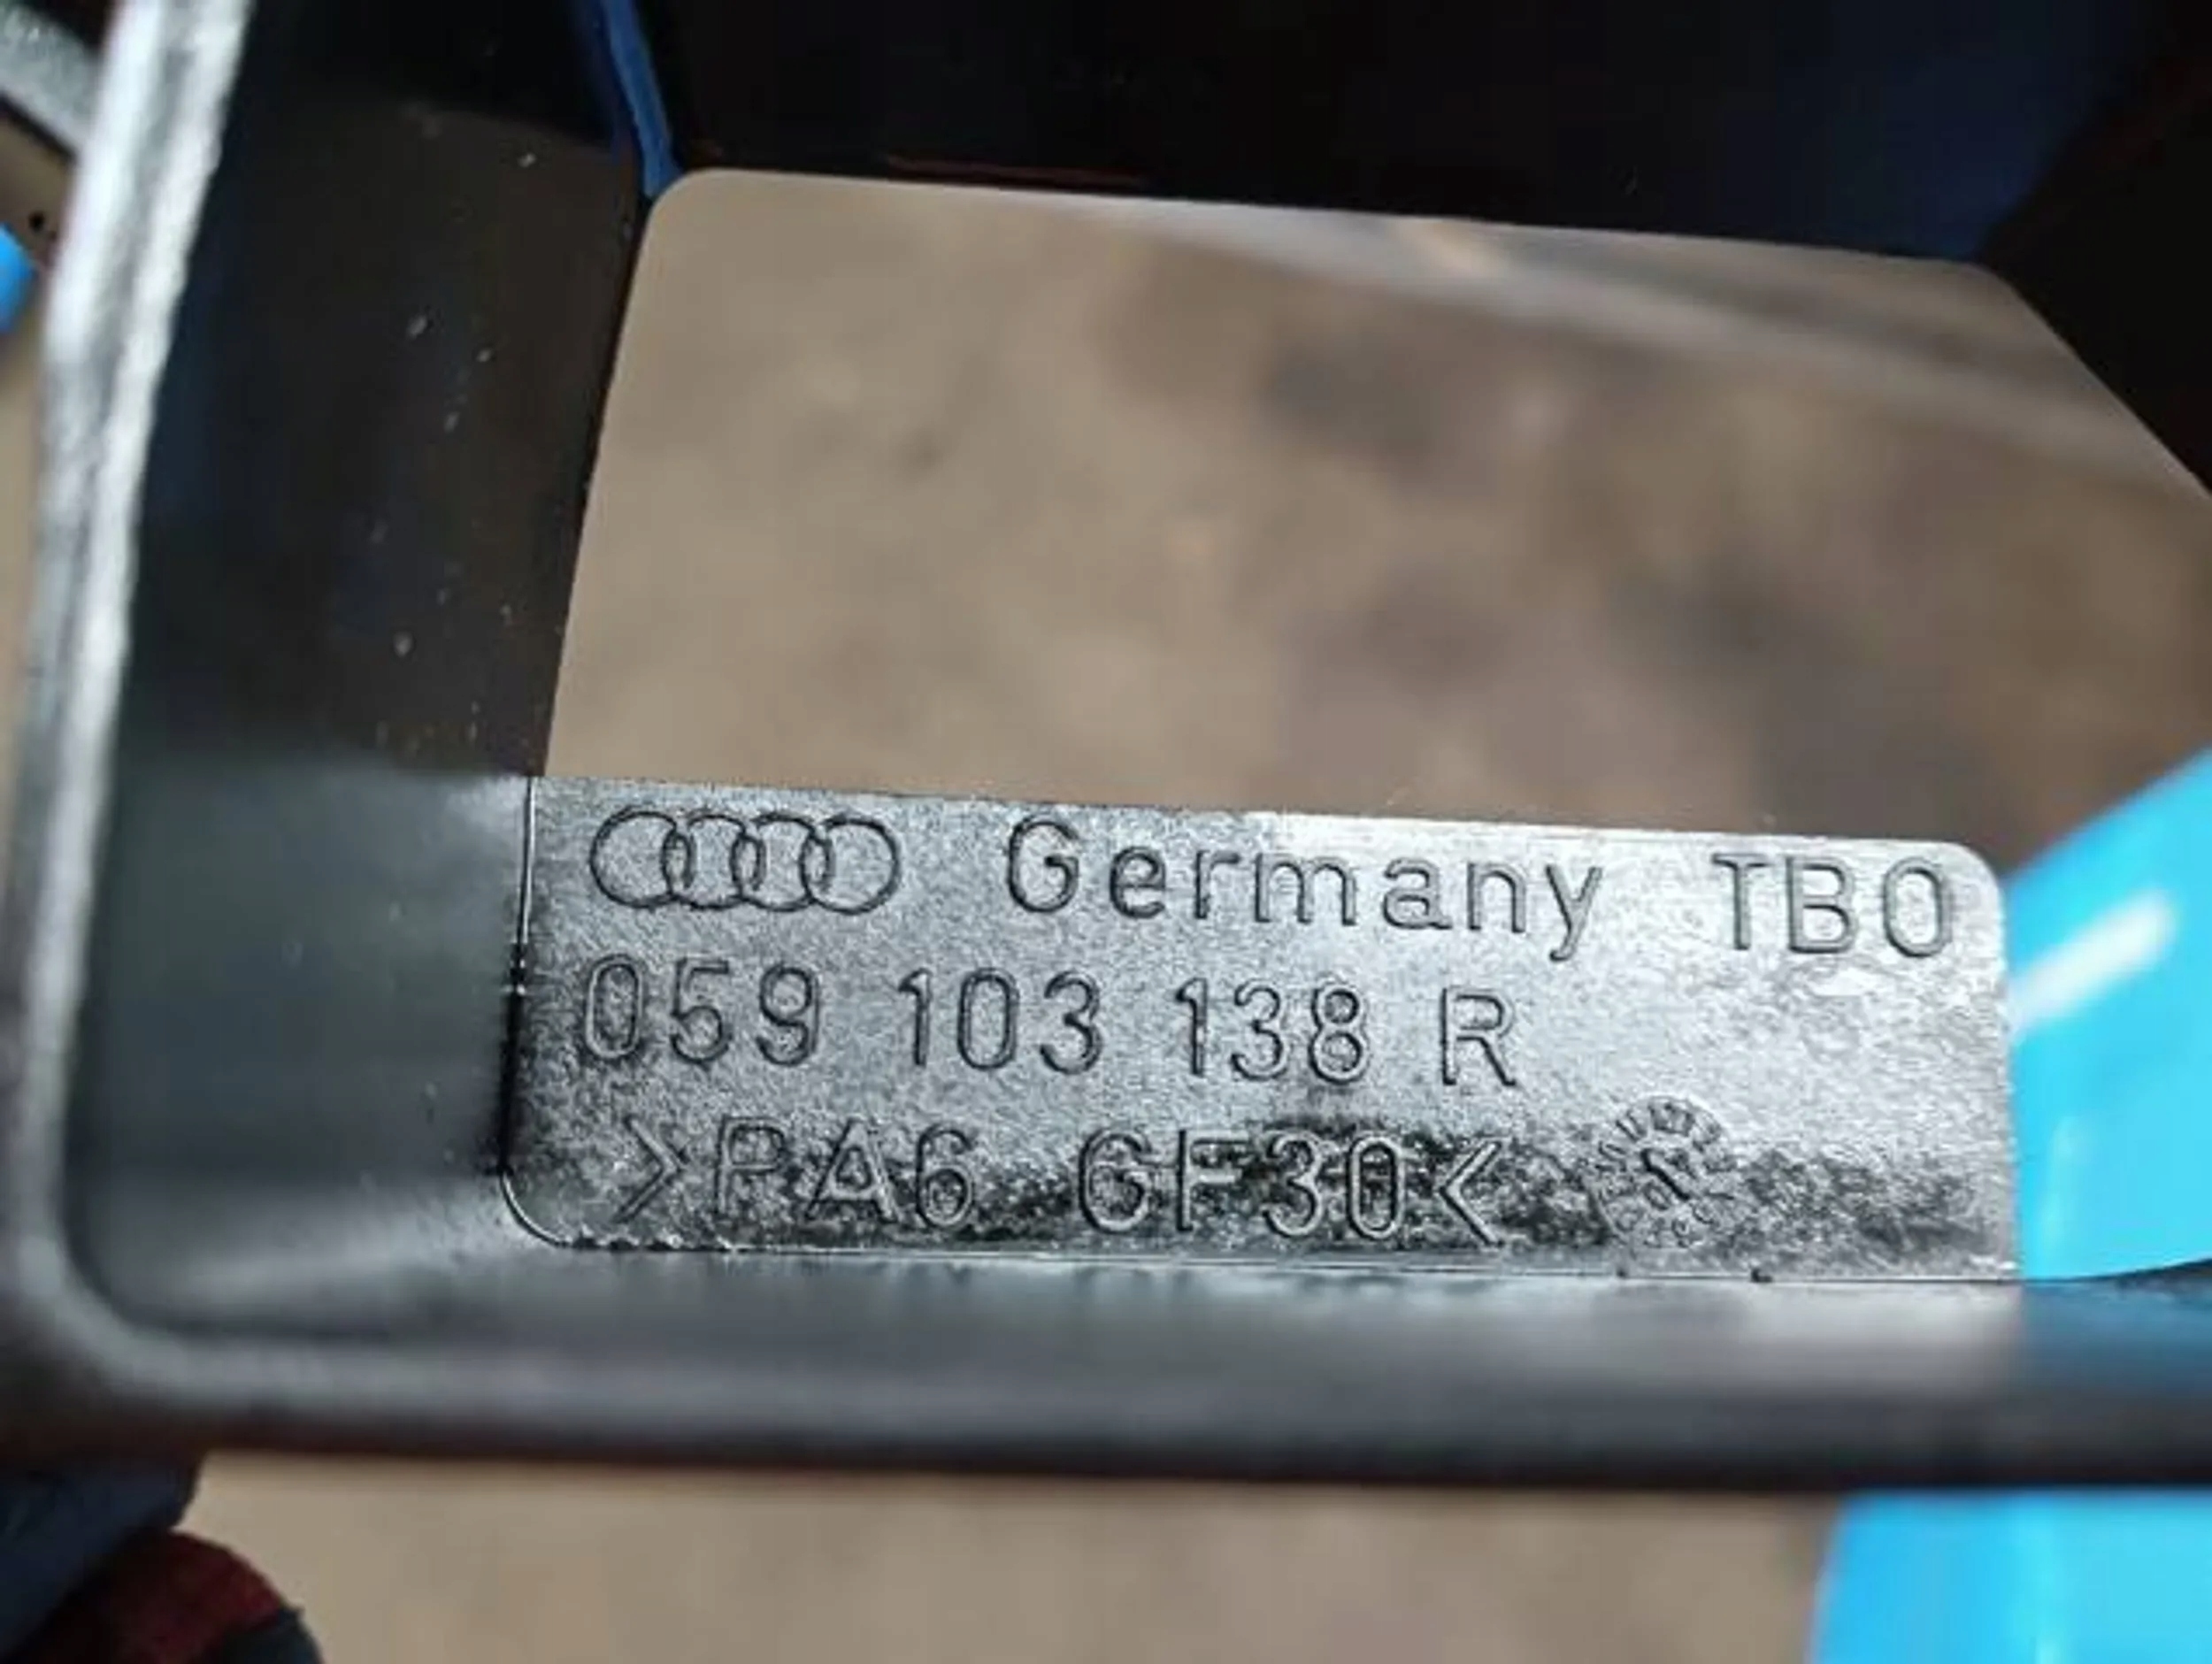 Germany TBO
059 103 138 R
>PA6 GF30<